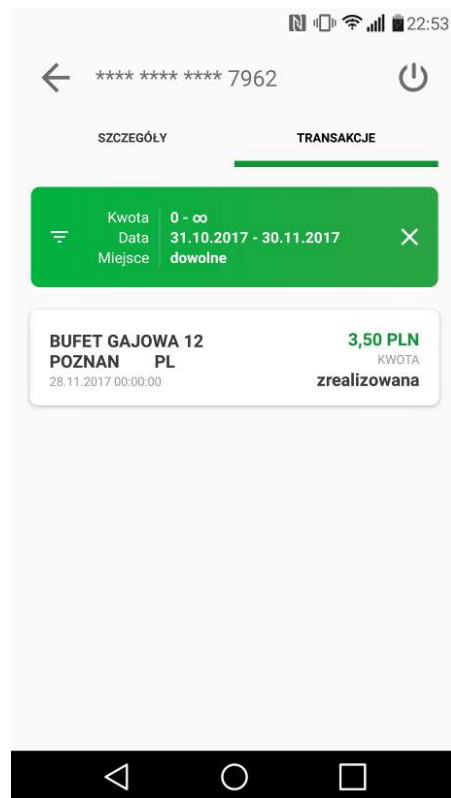 22:53
**** **** **** 7962
SZCZEGÓŁY TRANSAKCJE
Kwota 0 - ∞
Data 31.10.2017 - 30.11.2017
Miejsce dowolne
BUFET GAJOWA 12 3,50 PLN
POZNAN PL KWOTA
28.11.2017 00:00:00 zrealizowana